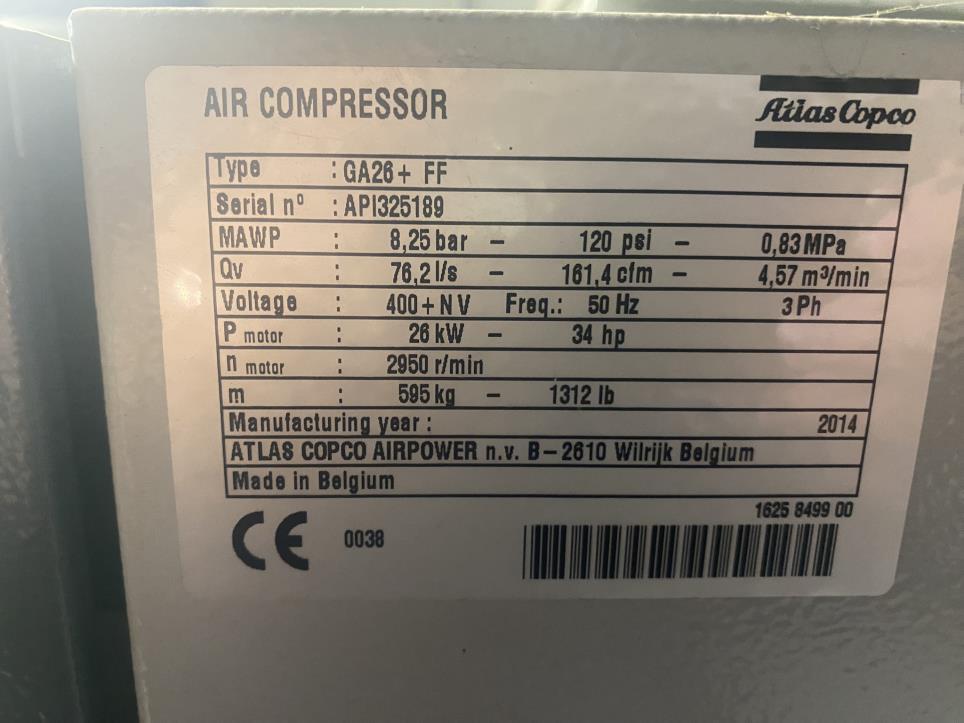 AIR COMPRESSOR
Atlas Copco
Type : GA26+ FF
Serial nº : API325189
MAWP : 8,25 bar – 120 psi – 0,83 MPa
Qv : 76,2 l/s – 161,4 cfm – 4,57 m³/min
Voltage : 400+N V Freq.: 50 Hz 3 Ph
P motor : 26 kW – 34 hp
n motor : 2950 r/min
m : 595 kg – 1312 lb
Manufacturing year : 2014
ATLAS COPCO AIRPOWER n.v. B–2610 Wilrijk Belgium
Made in Belgium
1625 8499 00
CE 0038